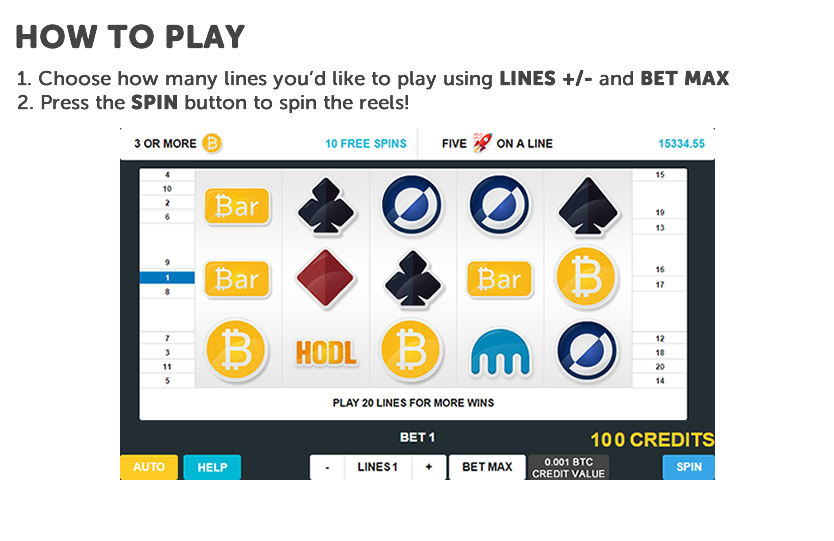 HOW TO PLAY
1. Choose how many lines you'd like to play using LINES +/- and BET MAX
2. Press the SPIN button to spin the reels!
3 OR MORE 10 FREE SPINS FIVE ON A LINE 15334.55
4 15
10
2 Bar 19
6 13
9 16
1 Bar Bar 17
8
7 12
3 HODL 18
11 20
5 14
PLAY 20 LINES FOR MORE WINS
BET 1 100 CREDITS
AUTO HELP - LINES 1 + BET MAX 0.001 BTC CREDIT VALUE SPIN